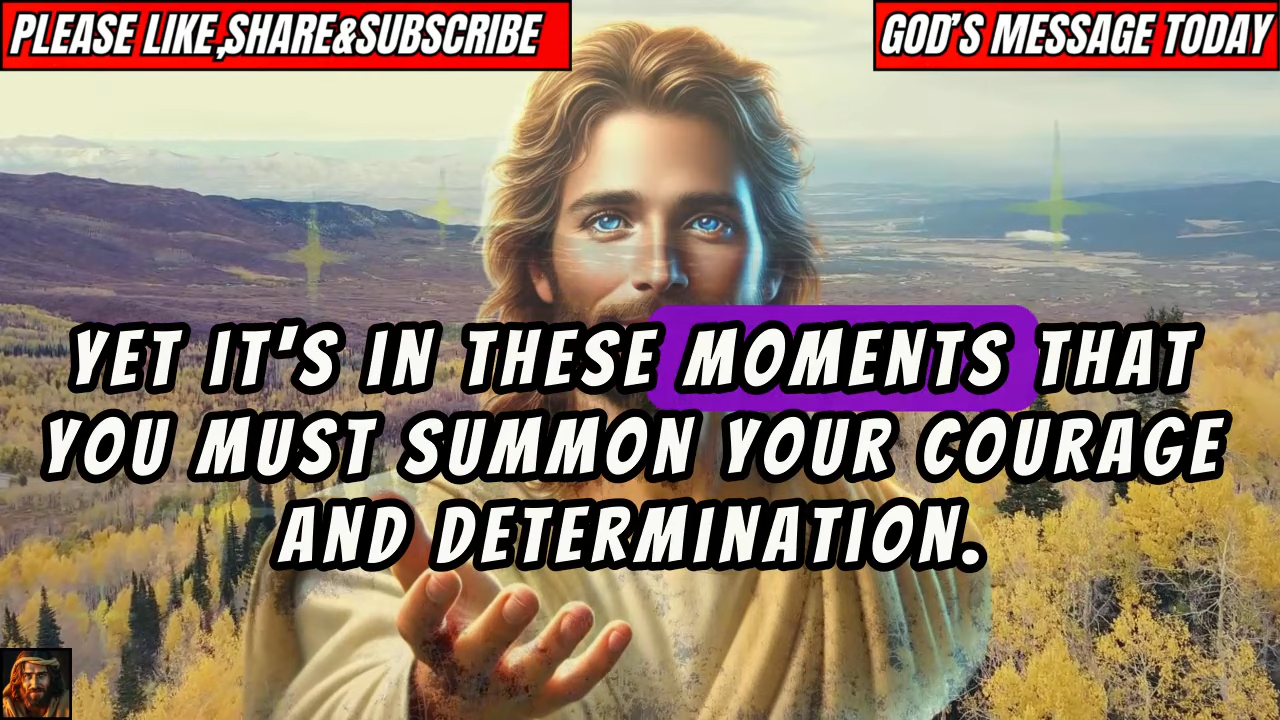 PLEASE LIKE,SHARE&SUBSCRIBE
GOD'S MESSAGE TODAY
YET IT'S IN THESE MOMENTS THAT
YOU MUST SUMMON YOUR COURAGE
AND DETERMINATION.